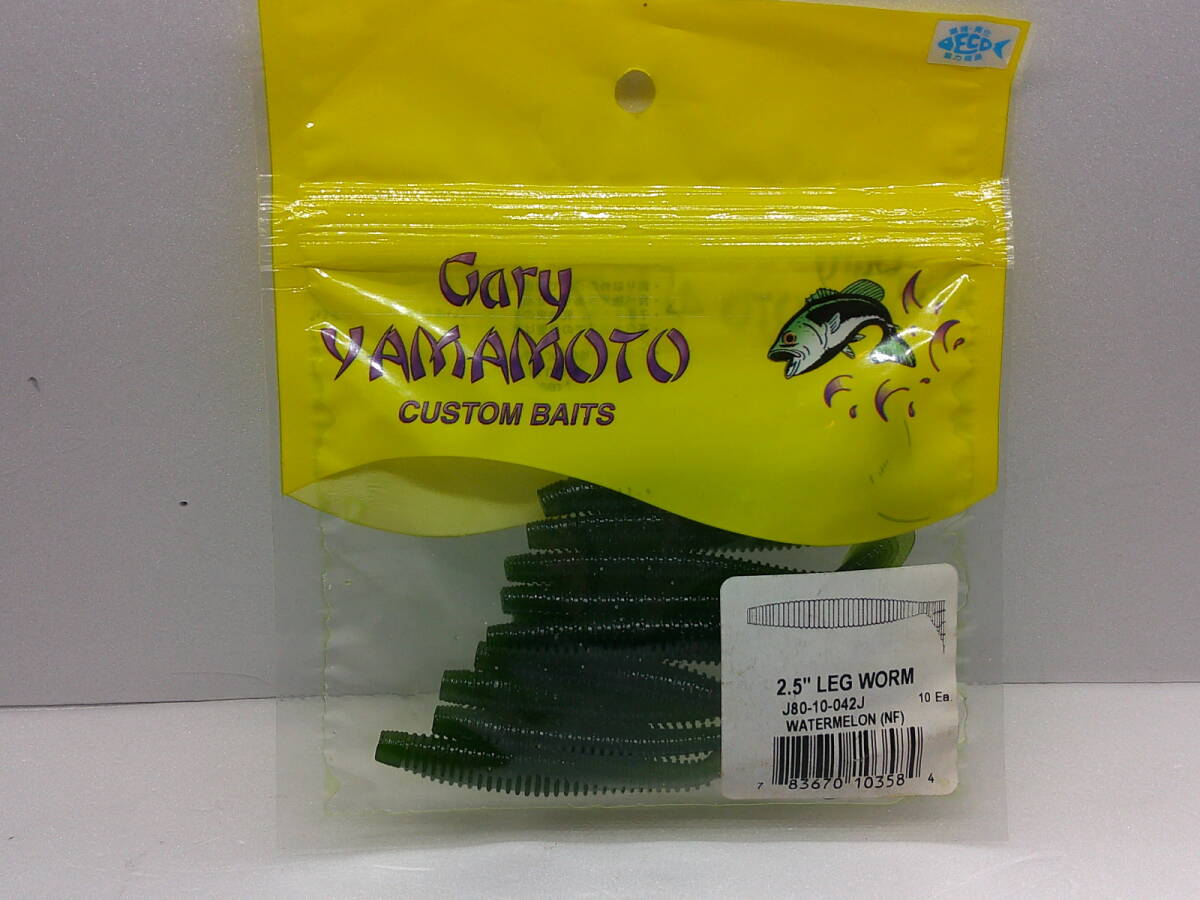 ECO
Gary
YAMAMOTO
CUSTOM BAITS
2.5" LEG WORM
J80-10-042J 10 Ea.
WATERMELON (NF)
7 83670 10358 4